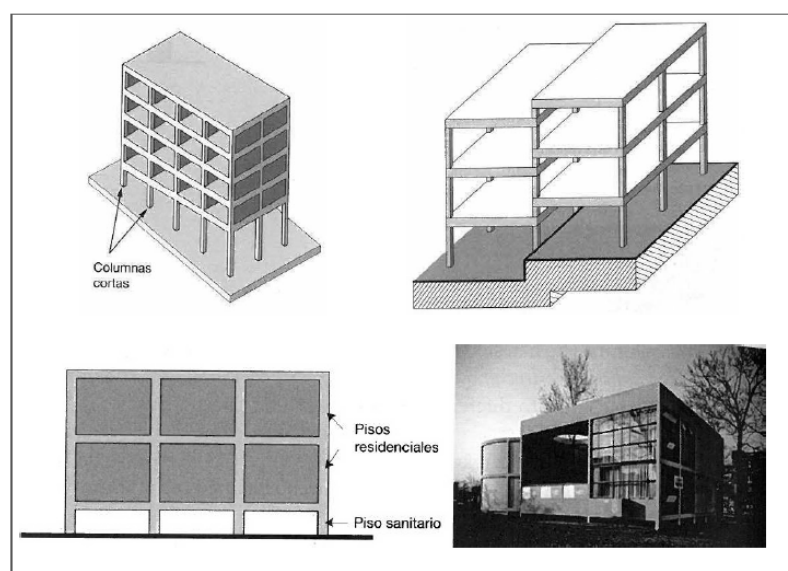 Columnas
cortas
Pisos
residenciales
Piso sanitario